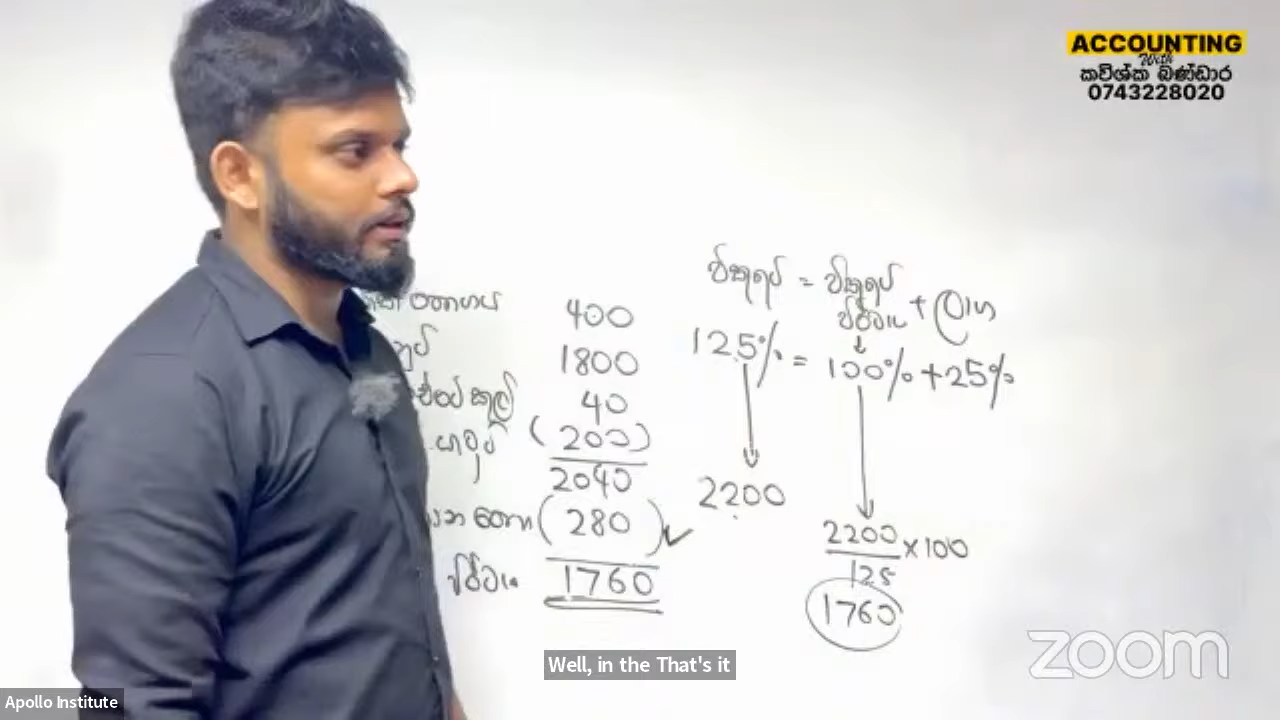 ACCOUNTING
With
කවිශ්ක බණ්ඩාර
0743228020
විකුණුම් = විකුණුම් පිරිවැය + ලාභ
400
125% = 100% + 25%
1800
40
(200)
2040
2200
(280)
2200/125 x 100
පිරිවැය 1760
1760
zoom
Well, in the That's it
Apollo Institute